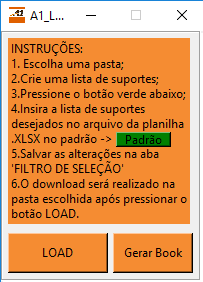 A1_L...
INSTRUÇÕES:
1. Escolha uma pasta;
2.Crie uma lista de suportes;
3.Pressione o botão verde abaixo;
4.Insira a lista de suportes
desejados no arquivo da planilha
.XLSX no padrão -> Padrão
5.Salvar as alterações na aba
'FILTRO DE SELEÇÃO'
6.O download será realizado na
pasta escolhida após pressionar o
botão LOAD.
LOAD
Gerar Book